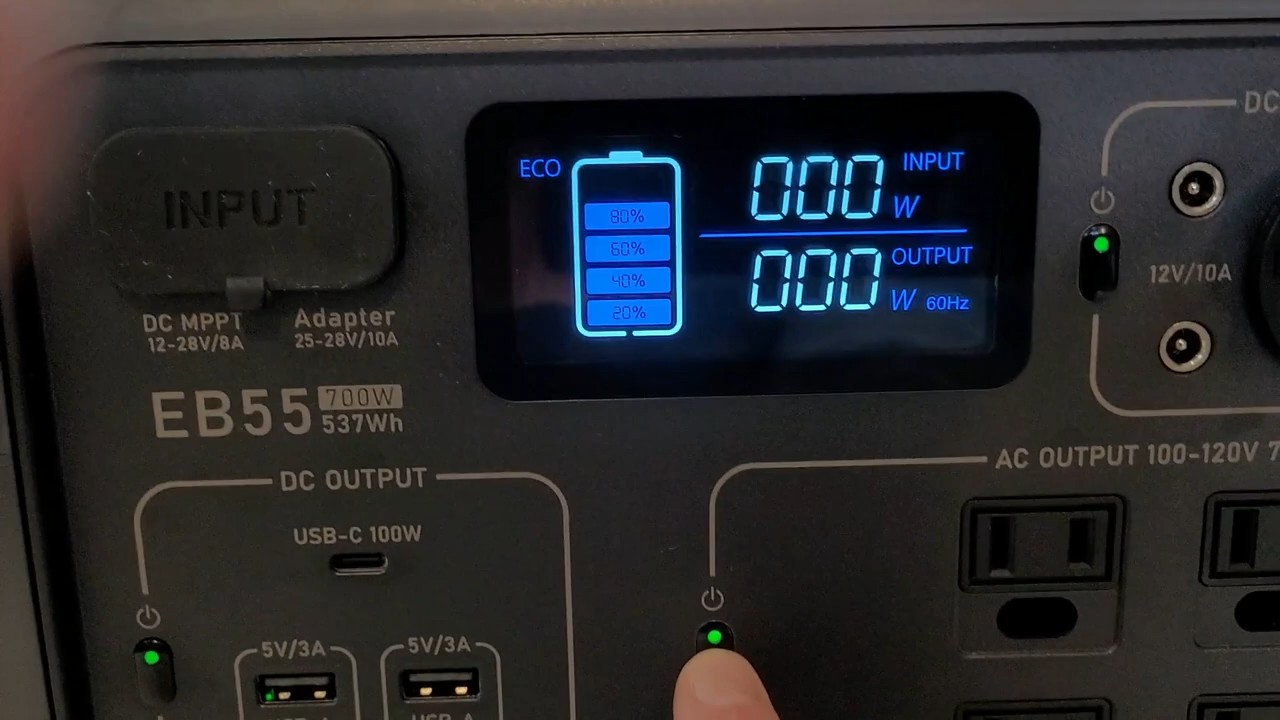 INPUT
DC MPPT
12-28V/8A
Adapter
25-28V/10A
EB55
700W
537Wh
ECO
80%
60%
40%
20%
000
INPUT
W
000
OUTPUT
W 60Hz
DC
12V/10A
DC OUTPUT
USB-C 100W
5V/3A
5V/3A
AC OUTPUT 100-120V 7